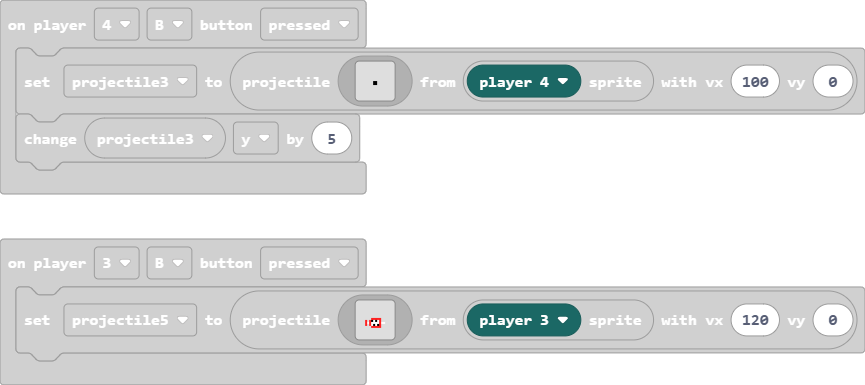 on player 4 B button pressed
set projectile3 to projectile from player 4 sprite with vx 100 vy 0
change projectile3 y by 5
on player 3 B button pressed
set projectile5 to projectile from player 3 sprite with vx 120 vy 0